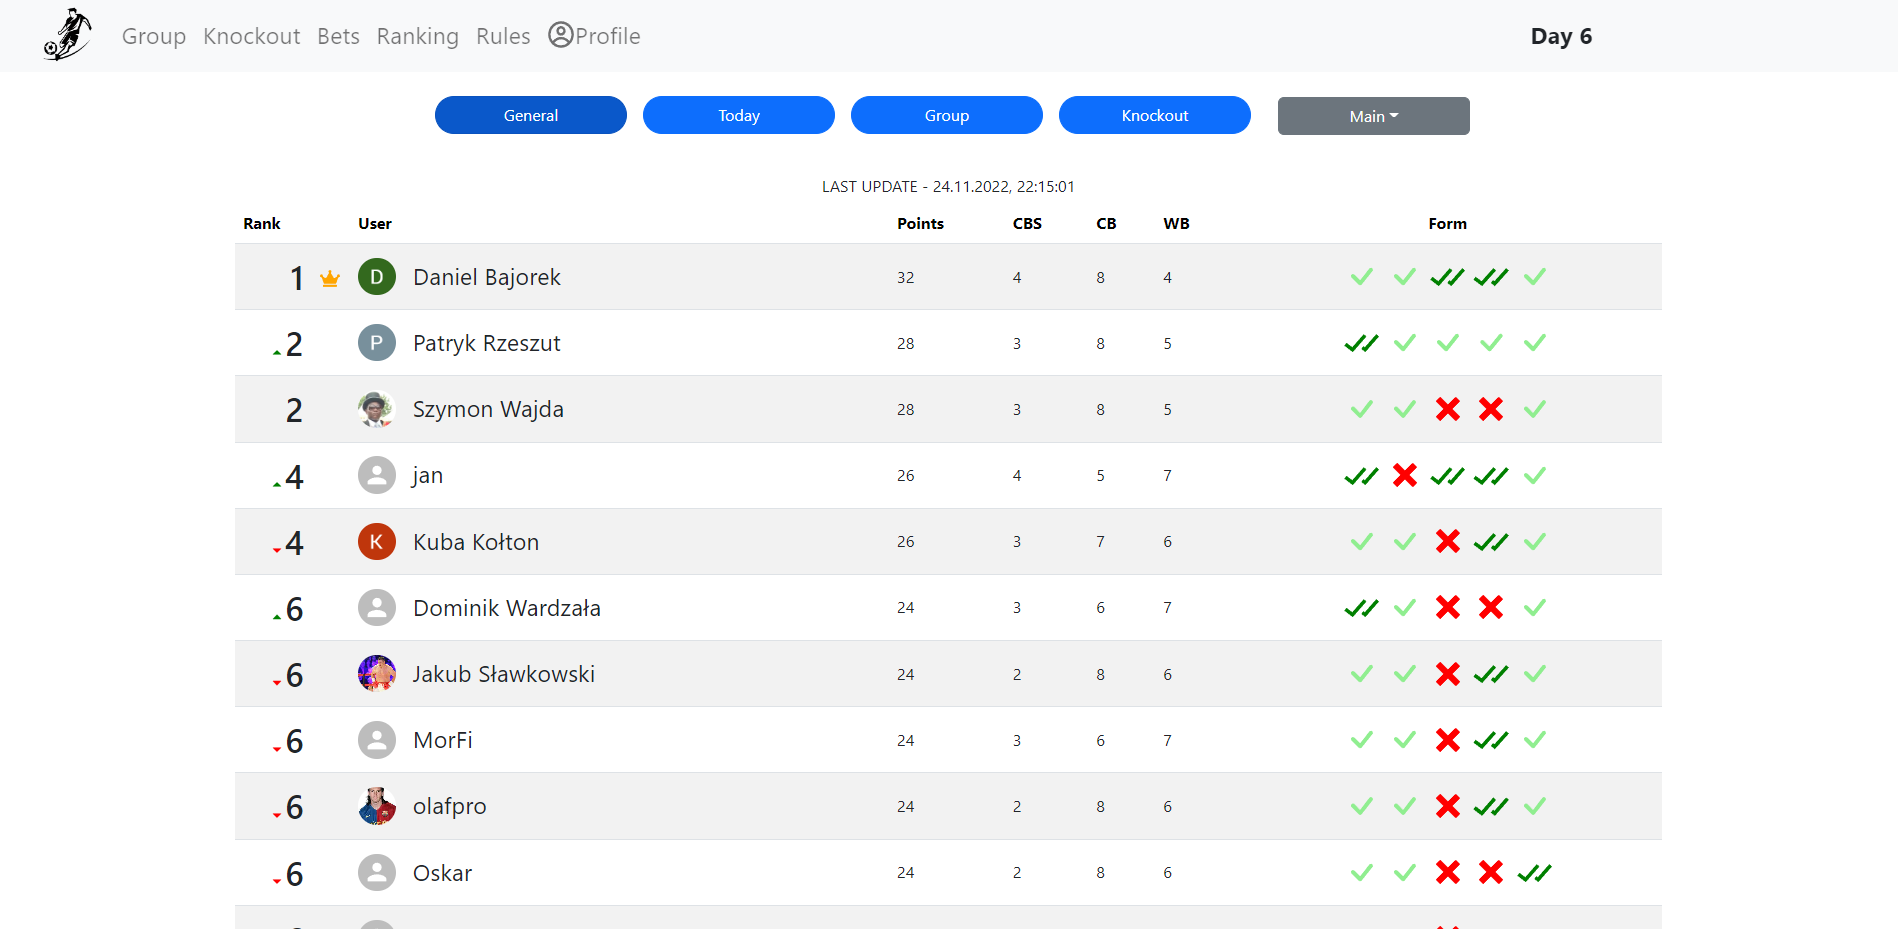 Group Knockout Bets Ranking Rules Profile Day 6
General Today Group Knockout Main
LAST UPDATE - 24.11.2022, 22:15:01
Rank User Points CBS CB WB Form
1 D Daniel Bajorek 32 4 8 4
2 P Patryk Rzeszut 28 3 8 5
2 Szymon Wajda 28 3 8 5
4 jan 26 4 5 7
4 K Kuba Kołton 26 3 7 6
6 Dominik Wardzała 24 3 6 7
6 Jakub Sławkowski 24 2 8 6
6 MorFi 24 3 6 7
6 olafpro 24 2 8 6
6 Oskar 24 2 8 6